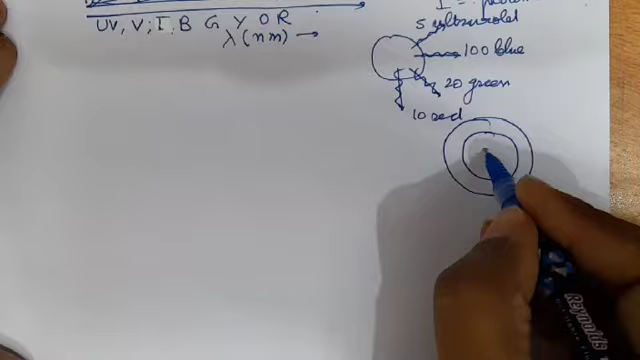 UV, V, I, B G Y O R
λ (nm) →
5 ultraviolet
100 blue
20 green
10 red
Reynolds